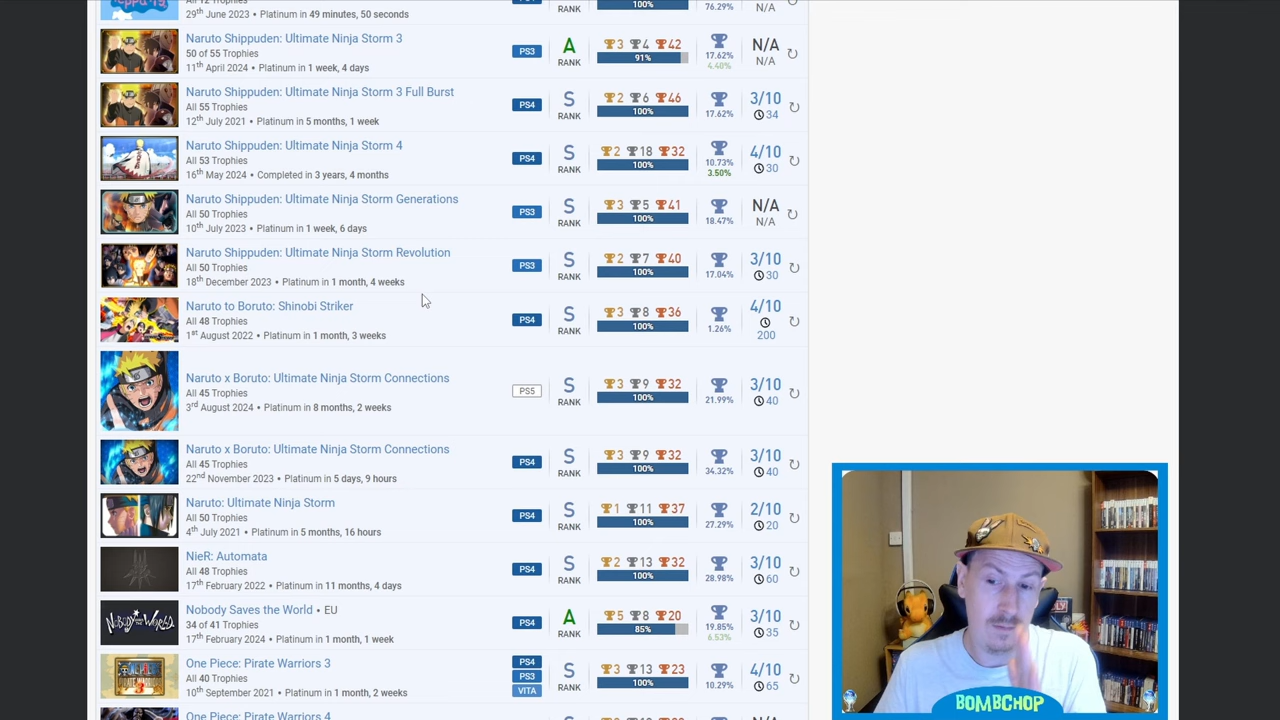 All 12 Trophies
29th June 2023 • Platinum in 49 minutes, 50 seconds
RANK
100%
76.29%
N/A
Naruto Shippuden: Ultimate Ninja Storm 3
50 of 55 Trophies
11th April 2024 • Platinum in 1 week, 4 days
PS3
A
RANK
3 4 42
91%
17.62%
4.40%
N/A
N/A
Naruto Shippuden: Ultimate Ninja Storm 3 Full Burst
All 55 Trophies
12th July 2021 • Platinum in 5 months, 1 week
PS4
S
RANK
2 6 46
100%
17.62%
3/10
34
Naruto Shippuden: Ultimate Ninja Storm 4
All 53 Trophies
16th May 2024 • Completed in 3 years, 4 months
PS4
S
RANK
2 18 32
100%
10.73%
3.50%
4/10
30
Naruto Shippuden: Ultimate Ninja Storm Generations
All 50 Trophies
10th July 2023 • Platinum in 1 week, 6 days
PS3
S
RANK
3 5 41
100%
18.47%
N/A
N/A
Naruto Shippuden: Ultimate Ninja Storm Revolution
All 50 Trophies
18th December 2023 • Platinum in 1 month, 4 weeks
PS3
S
RANK
2 7 40
100%
17.04%
3/10
30
Naruto to Boruto: Shinobi Striker
All 48 Trophies
1st August 2022 • Platinum in 1 month, 3 weeks
PS4
S
RANK
3 8 36
100%
1.26%
4/10
200
Naruto x Boruto: Ultimate Ninja Storm Connections
All 45 Trophies
3rd August 2024 • Platinum in 8 months, 2 weeks
PS5
S
RANK
3 9 32
100%
21.99%
3/10
40
Naruto x Boruto: Ultimate Ninja Storm Connections
All 45 Trophies
22nd November 2023 • Platinum in 5 days, 9 hours
PS4
S
RANK
3 9 32
100%
34.32%
3/10
40
Naruto: Ultimate Ninja Storm
All 50 Trophies
4th July 2021 • Platinum in 5 months, 16 hours
PS4
S
RANK
1 11 37
100%
27.29%
2/10
20
NieR: Automata
All 48 Trophies
17th February 2022 • Platinum in 11 months, 4 days
PS4
S
RANK
2 13 32
100%
28.98%
3/10
60
NOBODY SAVES THE WORLD
Nobody Saves the World • EU
34 of 41 Trophies
17th February 2024 • Platinum in 1 month, 1 week
PS4
A
RANK
5 8 20
85%
19.85%
6.53%
3/10
35
One Piece: Pirate Warriors 3
All 40 Trophies
10th September 2021 • Platinum in 1 month, 2 weeks
PS4
PS3
VITA
S
RANK
3 13 23
100%
10.29%
4/10
65
One Piece: Pirate Warriors 4
BOMBCHOP